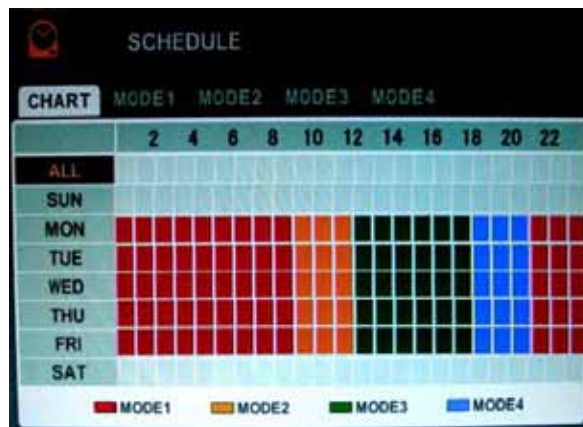 SCHEDULE
CHART MODE1 MODE2 MODE3 MODE4
2 4 6 8 10 12 14 16 18 20 22
ALL
SUN
MON
TUE
WED
THU
FRI
SAT
MODE1 MODE2 MODE3 MODE4